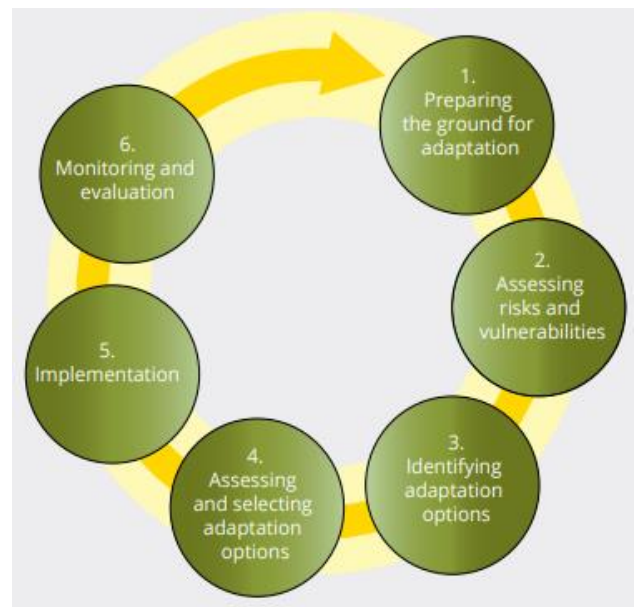 1.
Preparing
the ground for
adaptation
2.
Assessing
risks and
vulnerabilities
3.
Identifying
adaptation
options
4.
Assessing
and selecting
adaptation
options
5.
Implementation
6.
Monitoring and
evaluation